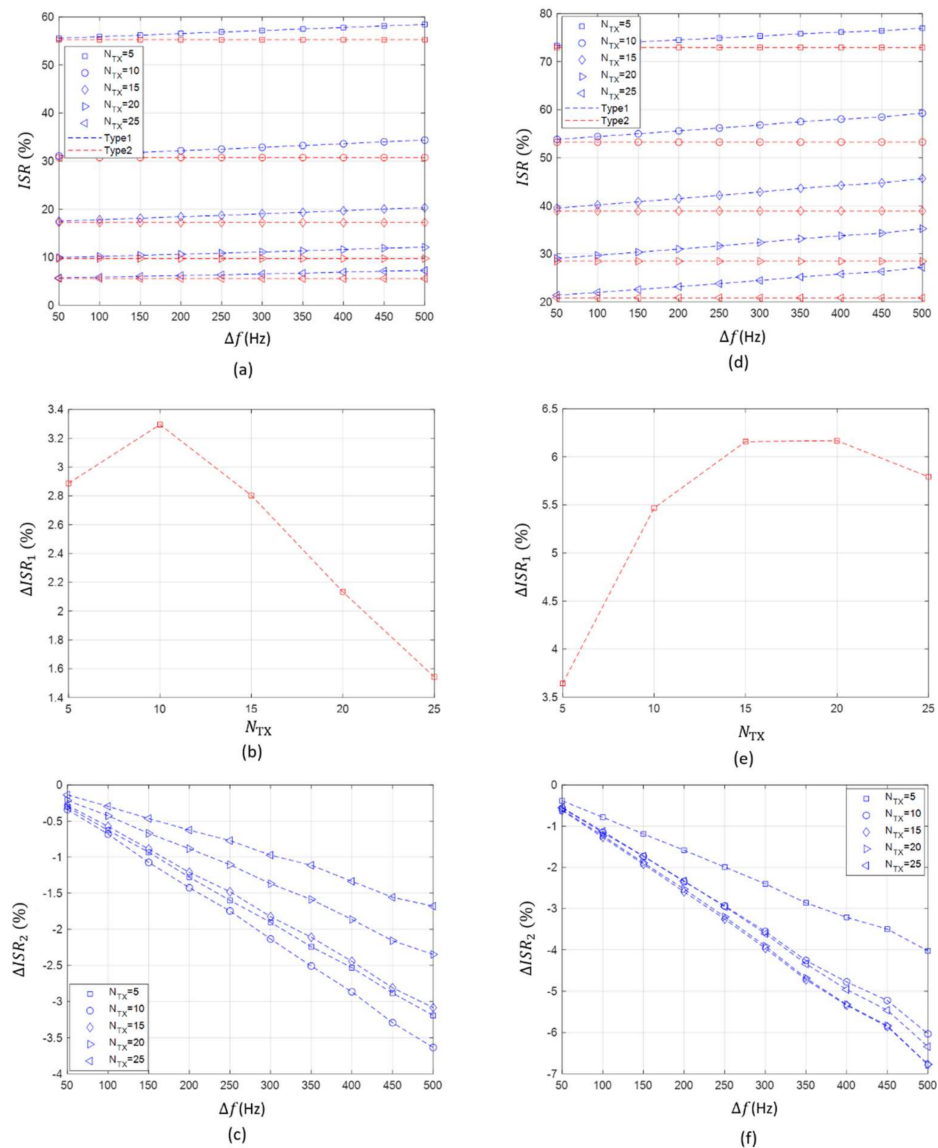 60
50
40
30
20
10
0
ISR (%)
N_TX=5
N_TX=10
N_TX=15
N_TX=20
N_TX=25
Type1
Type2
50 100 150 200 250 300 350 400 450 500
Δf(Hz)
(a)
80
70
60
50
40
30
20
ISR (%)
N_TX=5
N_TX=10
N_TX=15
N_TX=20
N_TX=25
Type1
Type2
50 100 150 200 250 300 350 400 450 500
Δf(Hz)
(d)
3.4
3.2
3
2.8
2.6
2.4
2.2
2
1.8
1.6
1.4
ΔISR₁ (%)
5 10 15 20 25
N_TX
(b)
6.5
6
5.5
5
4.5
4
3.5
ΔISR₁ (%)
5 10 15 20 25
N_TX
(e)
0
-0.5
-1
-1.5
-2
-2.5
-3
-3.5
-4
ΔISR₂ (%)
N_TX=5
N_TX=10
N_TX=15
N_TX=20
N_TX=25
50 100 150 200 250 300 350 400 450 500
Δf(Hz)
(c)
0
-1
-2
-3
-4
-5
-6
-7
ΔISR₂ (%)
N_TX=5
N_TX=10
N_TX=15
N_TX=20
N_TX=25
50 100 150 200 250 300 350 400 450 500
Δf(Hz)
(f)